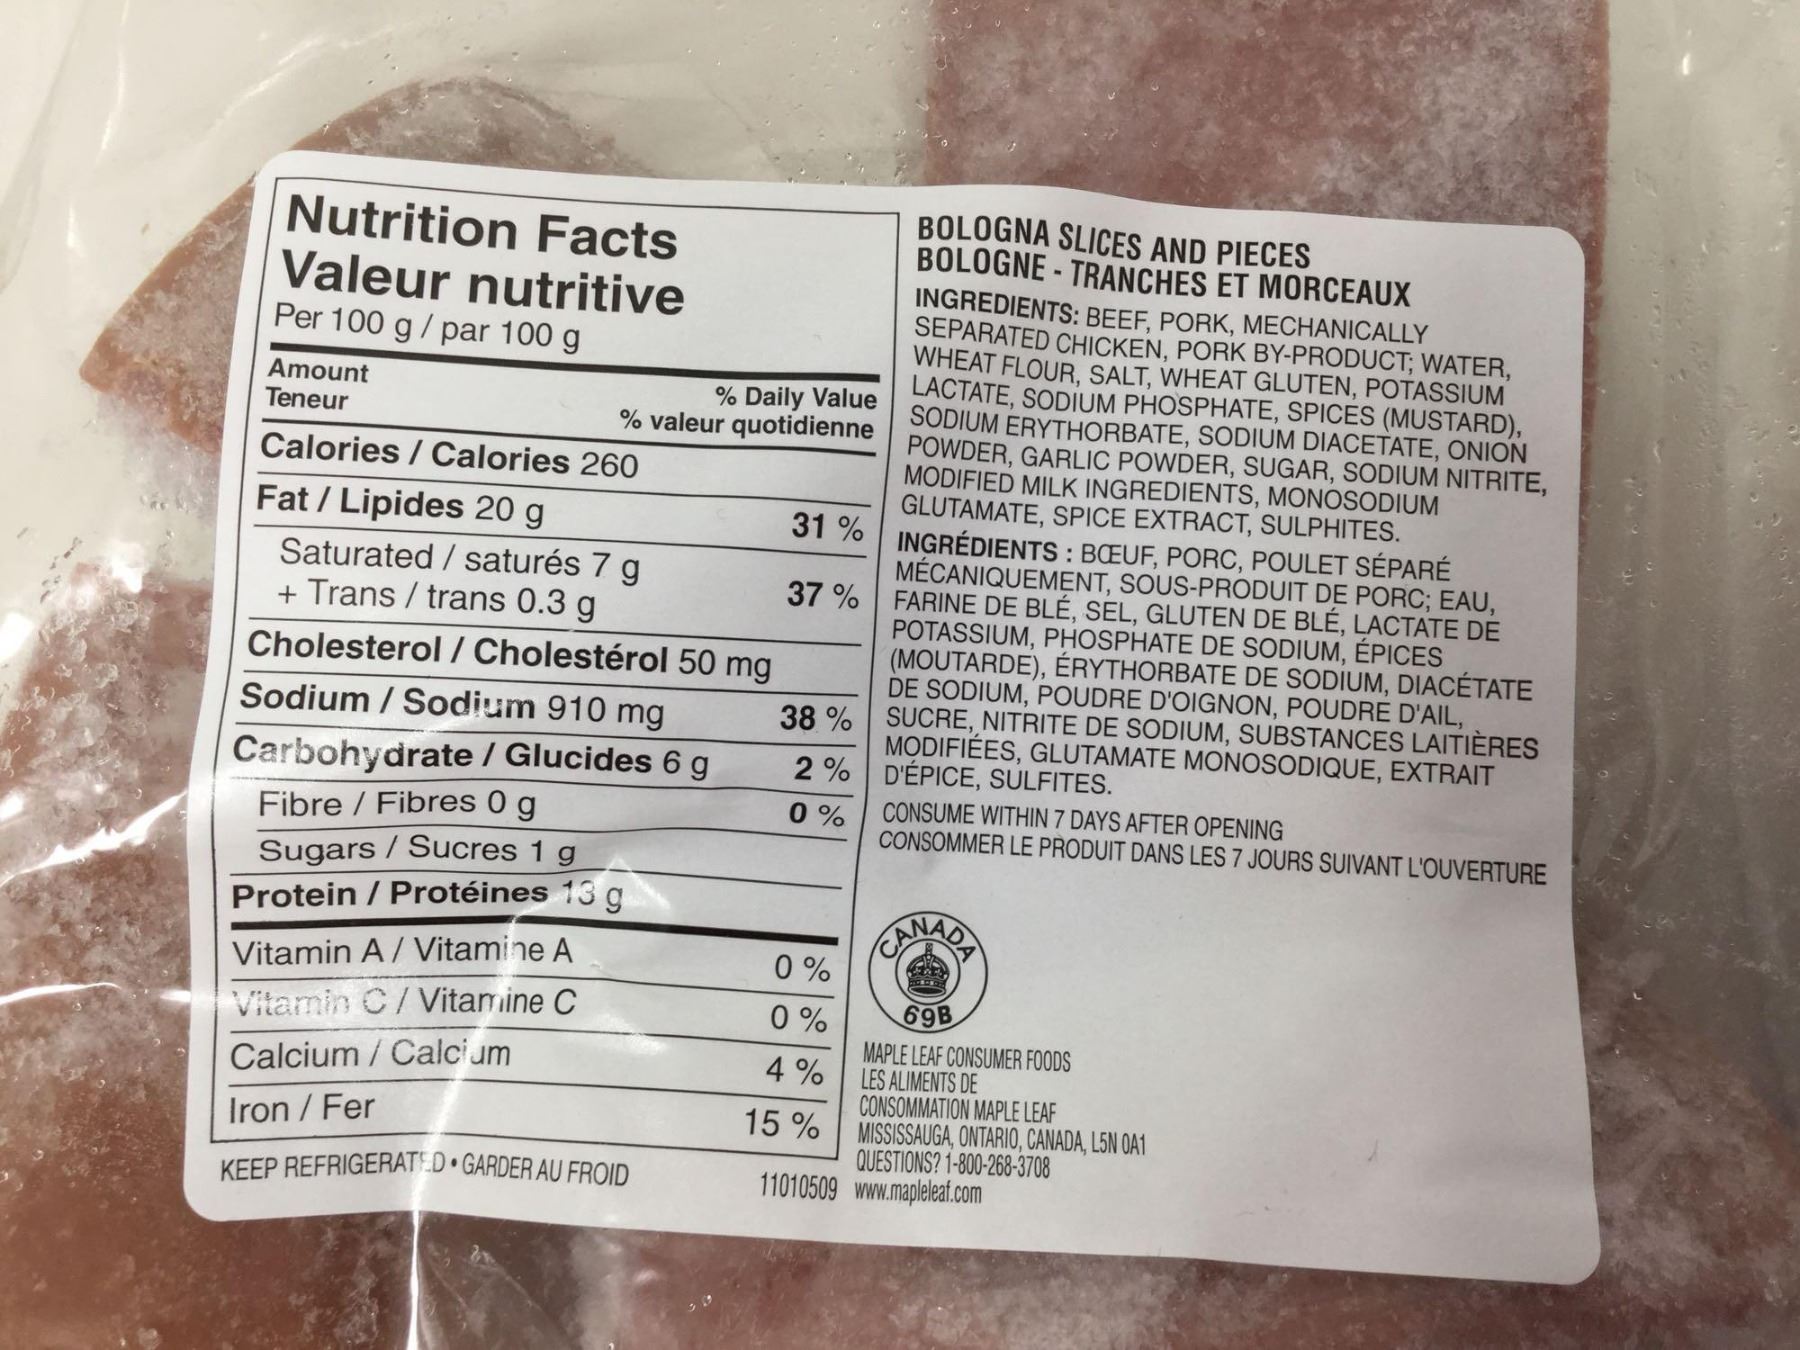 Nutrition Facts
Valeur nutritive
Per 100 g / par 100 g
Amount
Teneur
% Daily Value
% valeur quotidienne
Calories / Calories 260
Fat / Lipides 20 g 31 %
Saturated / saturés 7 g
+ Trans / trans 0.3 g 37 %
Cholesterol / Cholestérol 50 mg
Sodium / Sodium 910 mg 38 %
Carbohydrate / Glucides 6 g 2 %
Fibre / Fibres 0 g 0 %
Sugars / Sucres 1 g
Protein / Protéines 13 g
Vitamin A / Vitamine A 0 %
Vitamin C / Vitamine C 0 %
Calcium / Calcium 4 %
Iron / Fer 15 %
KEEP REFRIGERATED • GARDER AU FROID
11010509
BOLOGNA SLICES AND PIECES
BOLOGNE - TRANCHES ET MORCEAUX
INGREDIENTS: BEEF, PORK, MECHANICALLY
SEPARATED CHICKEN, PORK BY-PRODUCT; WATER,
WHEAT FLOUR, SALT, WHEAT GLUTEN, POTASSIUM
LACTATE, SODIUM PHOSPHATE, SPICES (MUSTARD),
SODIUM ERYTHORBATE, SODIUM DIACETATE, ONION
POWDER, GARLIC POWDER, SUGAR, SODIUM NITRITE,
MODIFIED MILK INGREDIENTS, MONOSODIUM
GLUTAMATE, SPICE EXTRACT, SULPHITES.
INGRÉDIENTS : BŒUF, PORC, POULET SÉPARÉ
MÉCANIQUEMENT, SOUS-PRODUIT DE PORC; EAU,
FARINE DE BLÉ, SEL, GLUTEN DE BLÉ, LACTATE DE
POTASSIUM, PHOSPHATE DE SODIUM, ÉPICES
(MOUTARDE), ÉRYTHORBATE DE SODIUM, DIACÉTATE
DE SODIUM, POUDRE D'OIGNON, POUDRE D'AIL,
SUCRE, NITRITE DE SODIUM, SUBSTANCES LAITIÈRES
MODIFIÉES, GLUTAMATE MONOSODIQUE, EXTRAIT
D'ÉPICE, SULFITES.
CONSUME WITHIN 7 DAYS AFTER OPENING
CONSOMMER LE PRODUIT DANS LES 7 JOURS SUIVANT L'OUVERTURE
CANADA
69B
MAPLE LEAF CONSUMER FOODS
LES ALIMENTS DE
CONSOMMATION MAPLE LEAF
MISSISSAUGA, ONTARIO, CANADA, L5N 0A1
QUESTIONS? 1-800-268-3708
www.mapleleaf.com